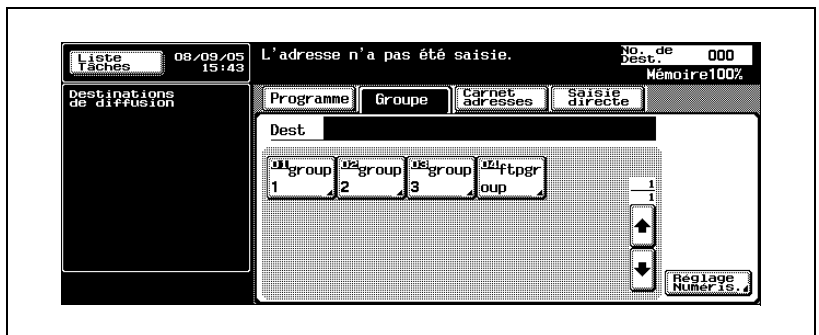 Liste
Tâches
08/09/05
15:43
L'adresse n'a pas été saisie.
No. de
Dest.
000
Mémoire100%
Destinations
de diffusion
Programme
Groupe
Carnet
adresses
Saisie
directe
Dest
01group
1
02group
2
03group
3
04ftpgr
oup
1
1
Réglage
Numéris.